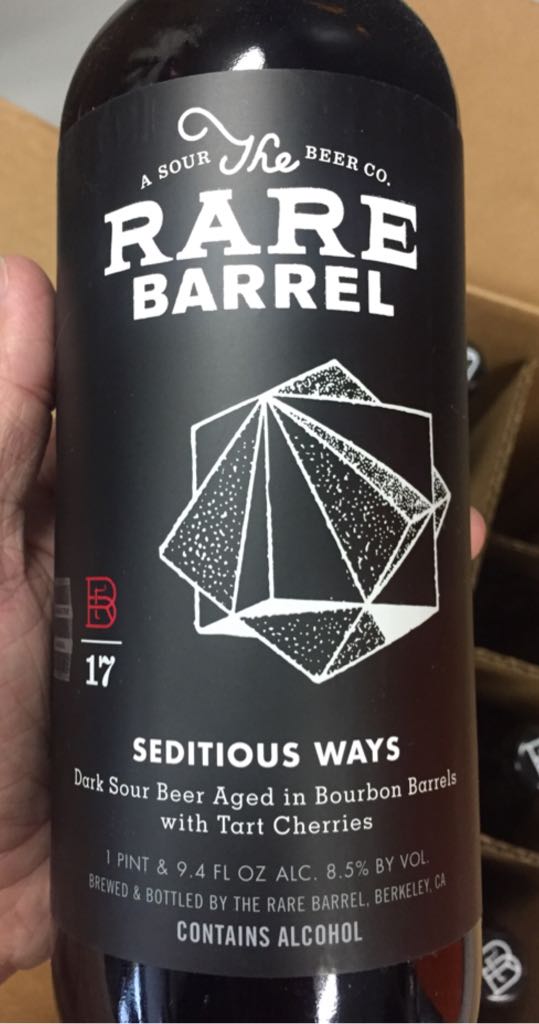 A SOUR The BEER CO.
RARE
BARREL
RB
17
SEDITIOUS WAYS
Dark Sour Beer Aged in Bourbon Barrels
with Tart Cherries
1 PINT & 9.4 FL OZ ALC. 8.5% BY VOL.
BREWED & BOTTLED BY THE RARE BARREL, BERKELEY, CA
CONTAINS ALCOHOL